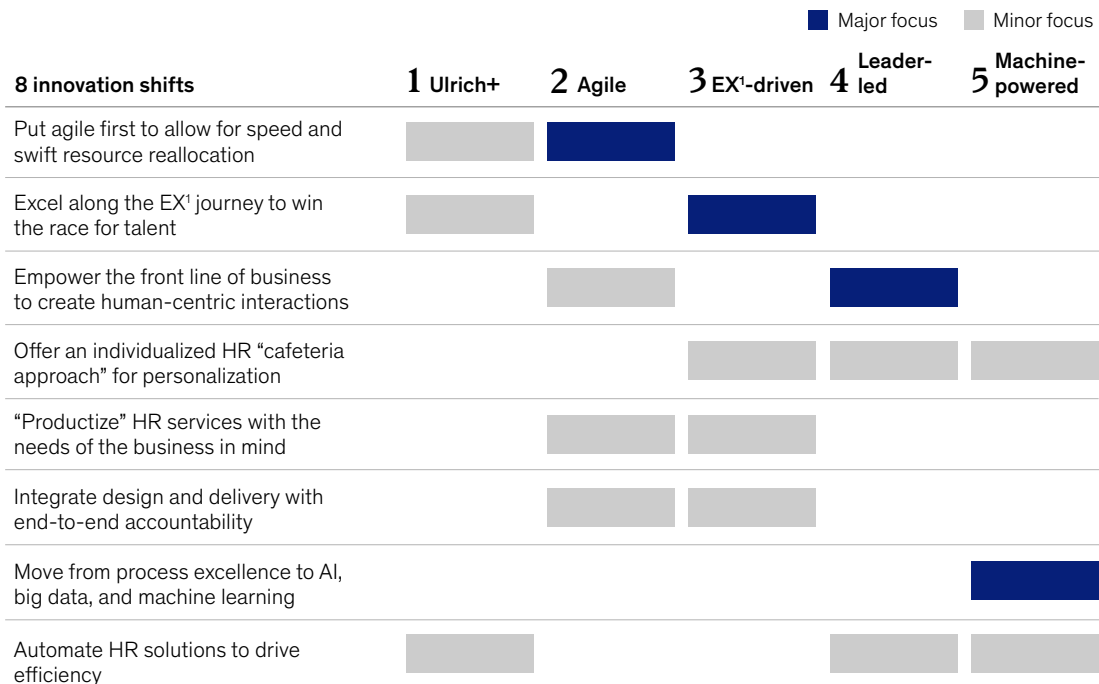 Major focus Minor focus
8 innovation shifts 1 Ulrich+ 2 Agile 3 EX¹-driven 4 Leader-led 5 Machine-powered
Put agile first to allow for speed and
swift resource reallocation
Excel along the EX¹ journey to win
the race for talent
Empower the front line of business
to create human-centric interactions
Offer an individualized HR “cafeteria
approach” for personalization
“Productize” HR services with the
needs of the business in mind
Integrate design and delivery with
end-to-end accountability
Move from process excellence to AI,
big data, and machine learning
Automate HR solutions to drive
efficiency